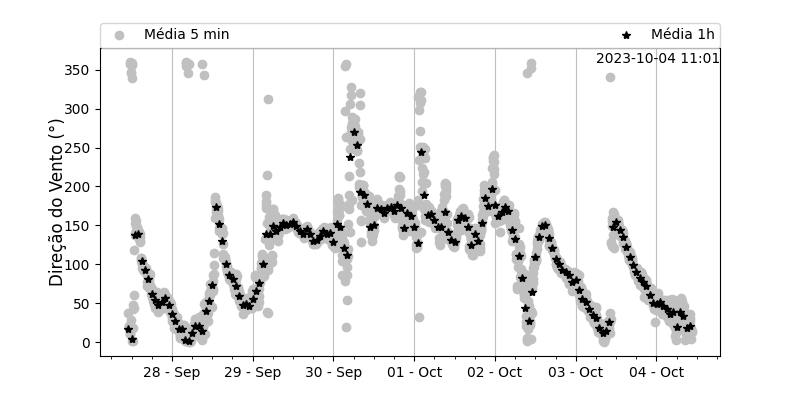 Média 5 min
Média 1h
2023-10-04 11:01
Direção do Vento (°)
350
300
250
200
150
100
50
0
28 - Sep
29 - Sep
30 - Sep
01 - Oct
02 - Oct
03 - Oct
04 - Oct